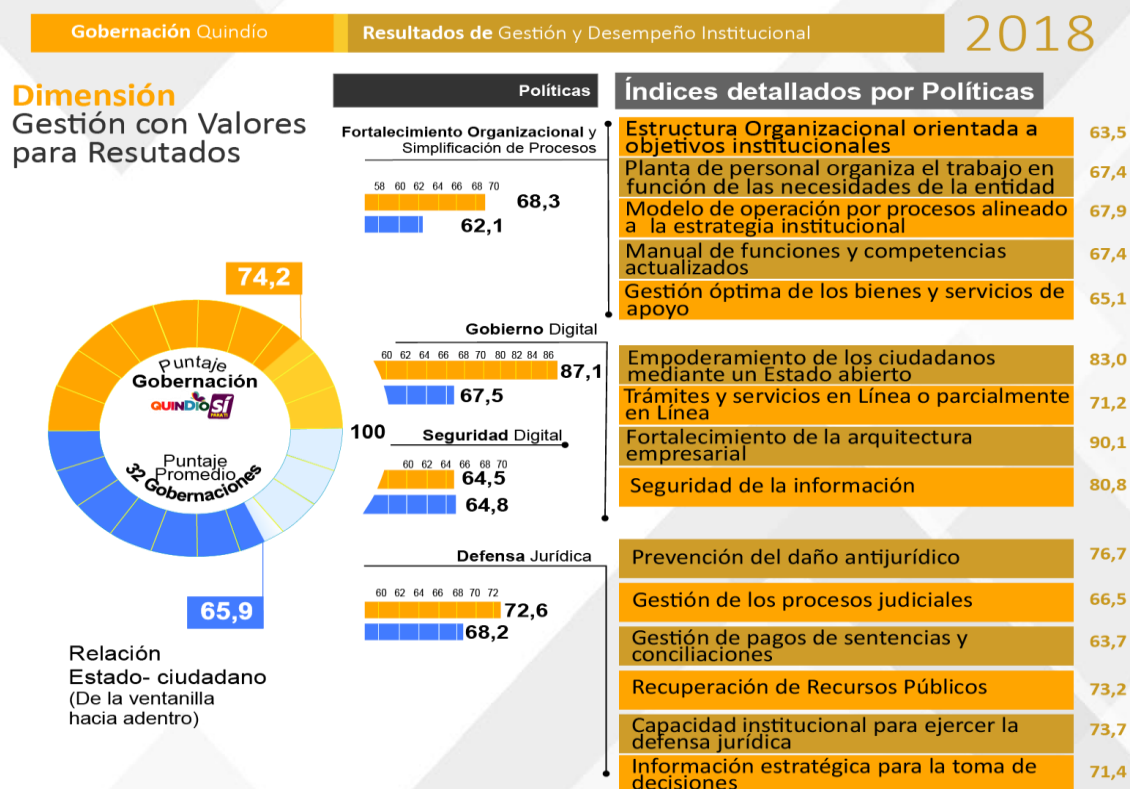 Gobernación Quindío
Resultados de Gestión y Desempeño Institucional
2018
Dimensión
Gestión con Valores
para Resutados
74,2
Puntaje
Gobernación
QUINDÍO SÍ
PARA TI
Puntaje
Promedio
32 Gobernaciones
100
65,9
Relación
Estado- ciudadano
(De la ventanilla
hacia adentro)
Políticas
Fortalecimiento Organizacional y
Simplificación de Procesos
58 60 62 64 66 68 70
68,3
62,1
Gobierno Digital
60 62 64 66 68 70 80 82 84 86
87,1
67,5
Seguridad Digital
60 62 64 66 68 70
64,5
64,8
Defensa Jurídica
60 62 64 66 68 70 72
72,6
68,2
Índices detallados por Políticas
Estructura Organizacional orientada a
objetivos institucionales
63,5
Planta de personal organiza el trabajo en
función de las necesidades de la entidad
67,4
Modelo de operación por procesos alineado
a la estrategia institucional
67,9
Manual de funciones y competencias
actualizados
67,4
Gestión óptima de los bienes y servicios de
apoyo
65,1
Empoderamiento de los ciudadanos
mediante un Estado abierto
83,0
Trámites y servicios en Línea o parcialmente
en Línea
71,2
Fortalecimiento de la arquitectura
empresarial
90,1
Seguridad de la información
80,8
Prevención del daño antijurídico
76,7
Gestión de los procesos judiciales
66,5
Gestión de pagos de sentencias y
conciliaciones
63,7
Recuperación de Recursos Públicos
73,2
Capacidad institucional para ejercer la
defensa jurídica
73,7
Información estratégica para la toma de
decisiones
71,4